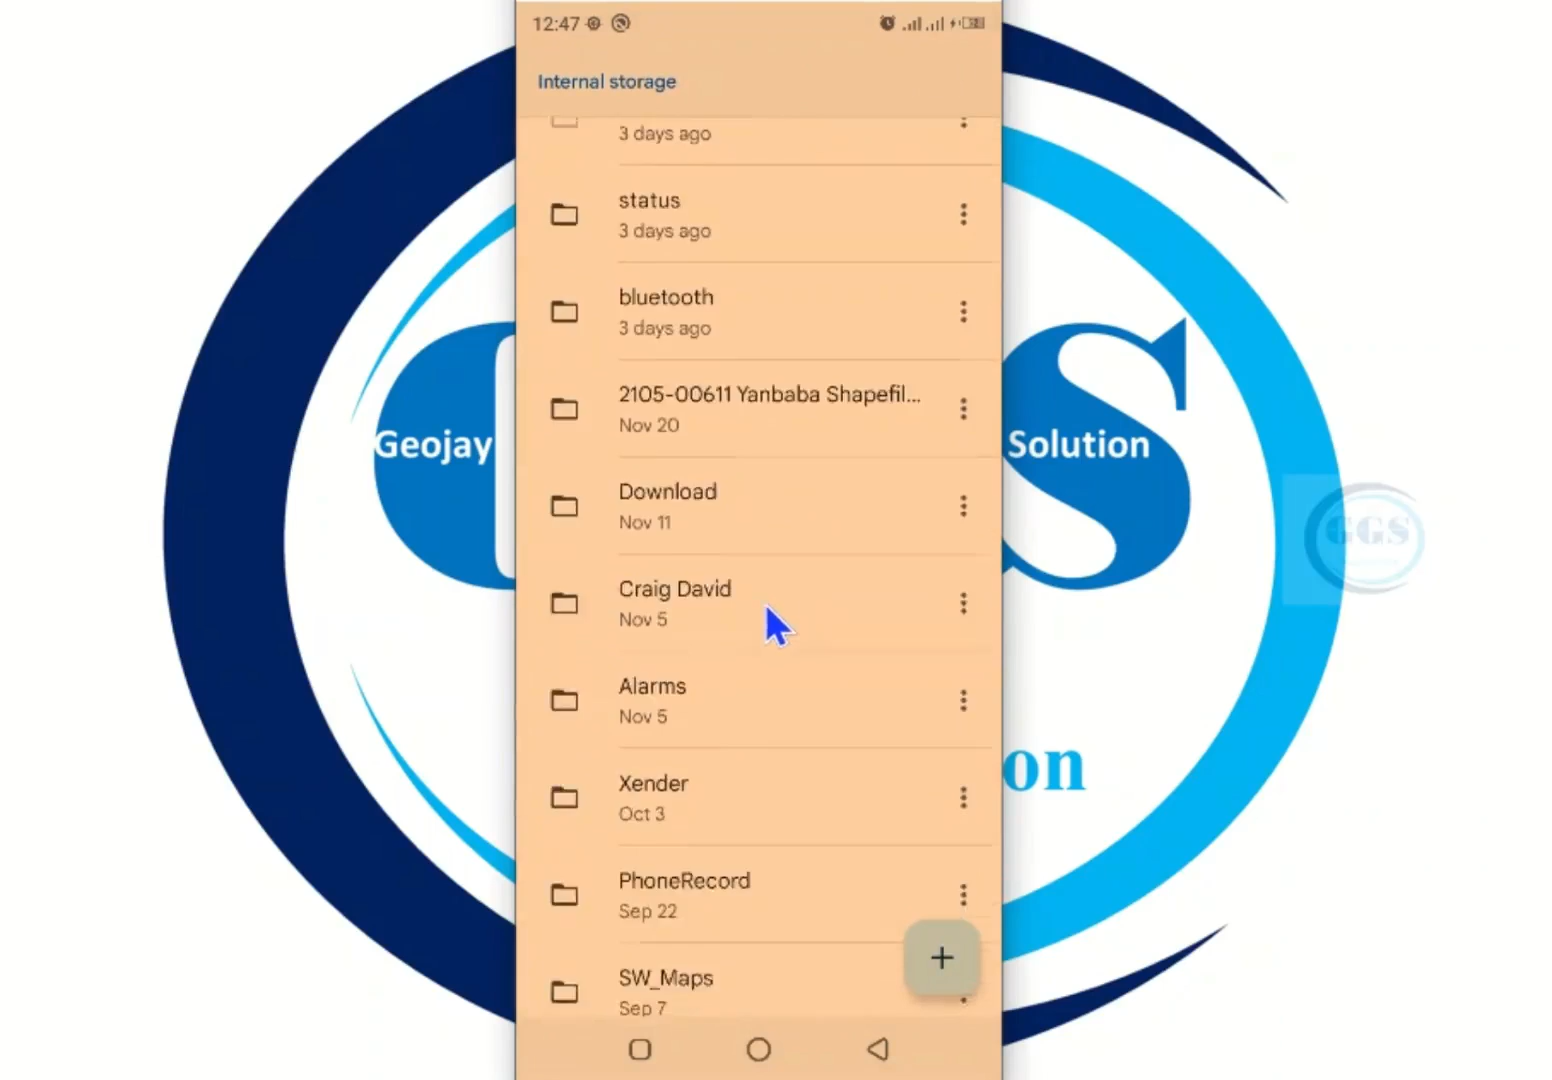 12:47
Internal storage
3 days ago
status
3 days ago
bluetooth
3 days ago
2105-00611 Yanbaba Shapefil...
Nov 20
Download
Nov 11
Craig David
Nov 5
Alarms
Nov 5
Xender
Oct 3
PhoneRecord
Sep 22
SW_Maps
Sep 7
Geojay
Solution
S
on
GGS